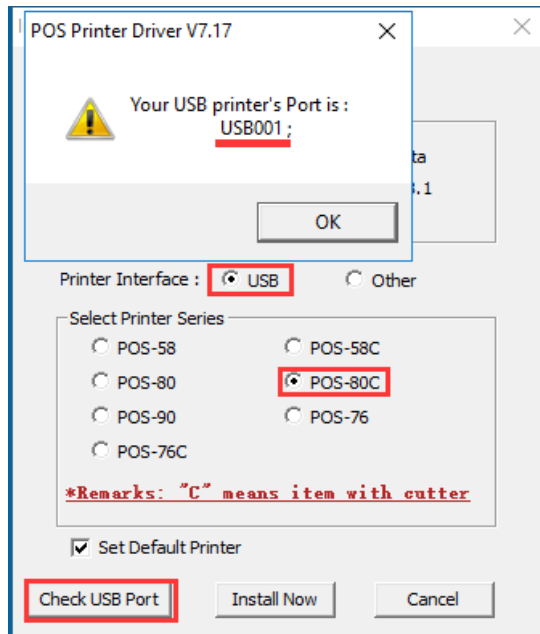 POS Printer Driver V7.17
Your USB printer's Port is :
USB001 ;
OK
Printer Interface :
USB
Other
Select Printer Series
POS-58
POS-58C
POS-80
POS-80C
POS-90
POS-76
POS-76C
*Remarks: "C" means item with cutter
Set Default Printer
Check USB Port
Install Now
Cancel